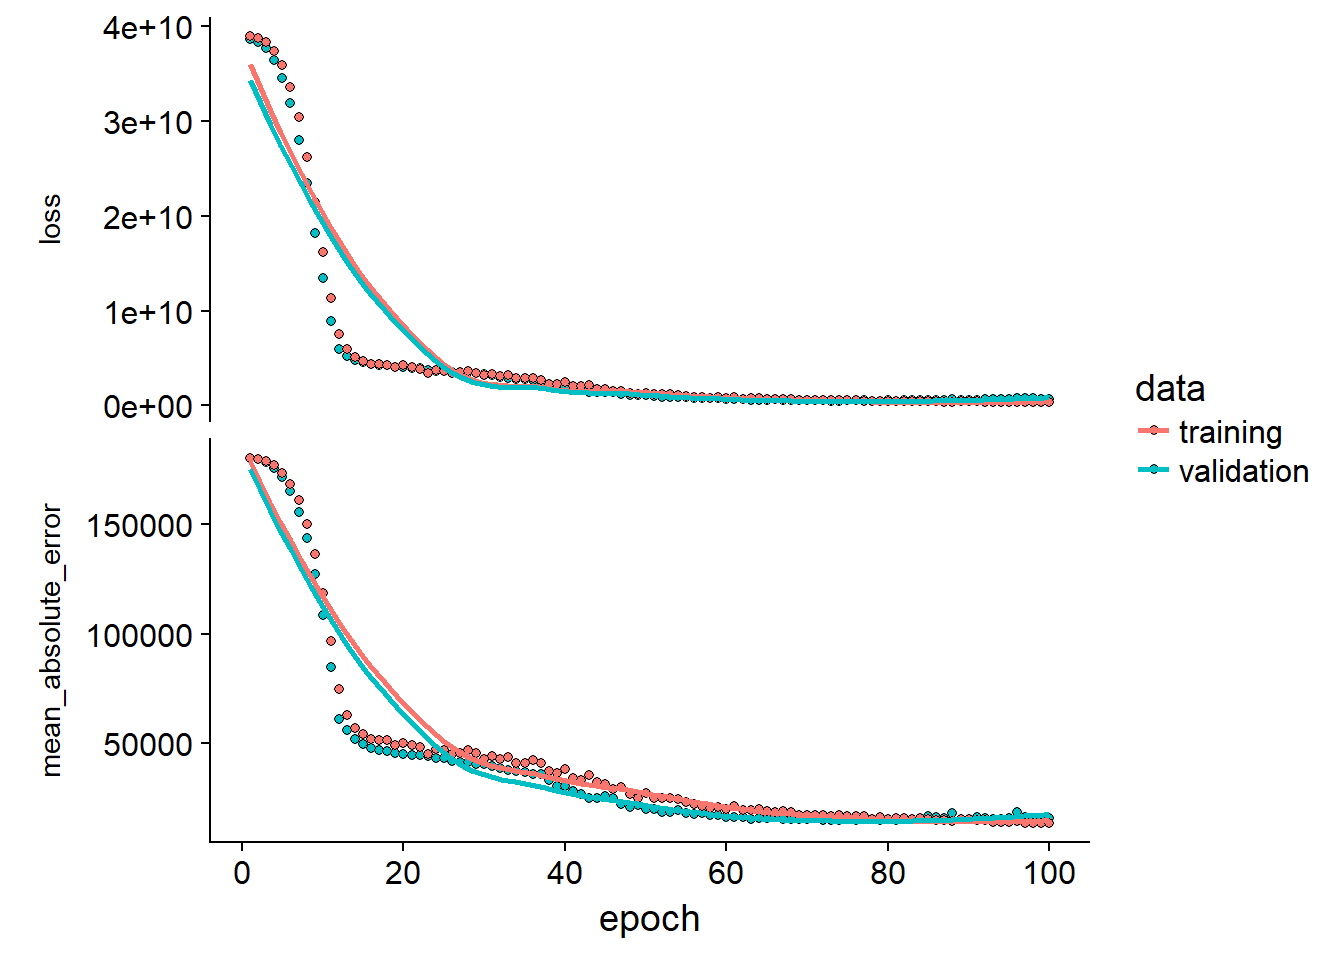 4e+10
3e+10
2e+10
1e+10
0e+00
loss
150000
100000
50000
mean_absolute_error
0 20 40 60 80 100
epoch
data
training
validation